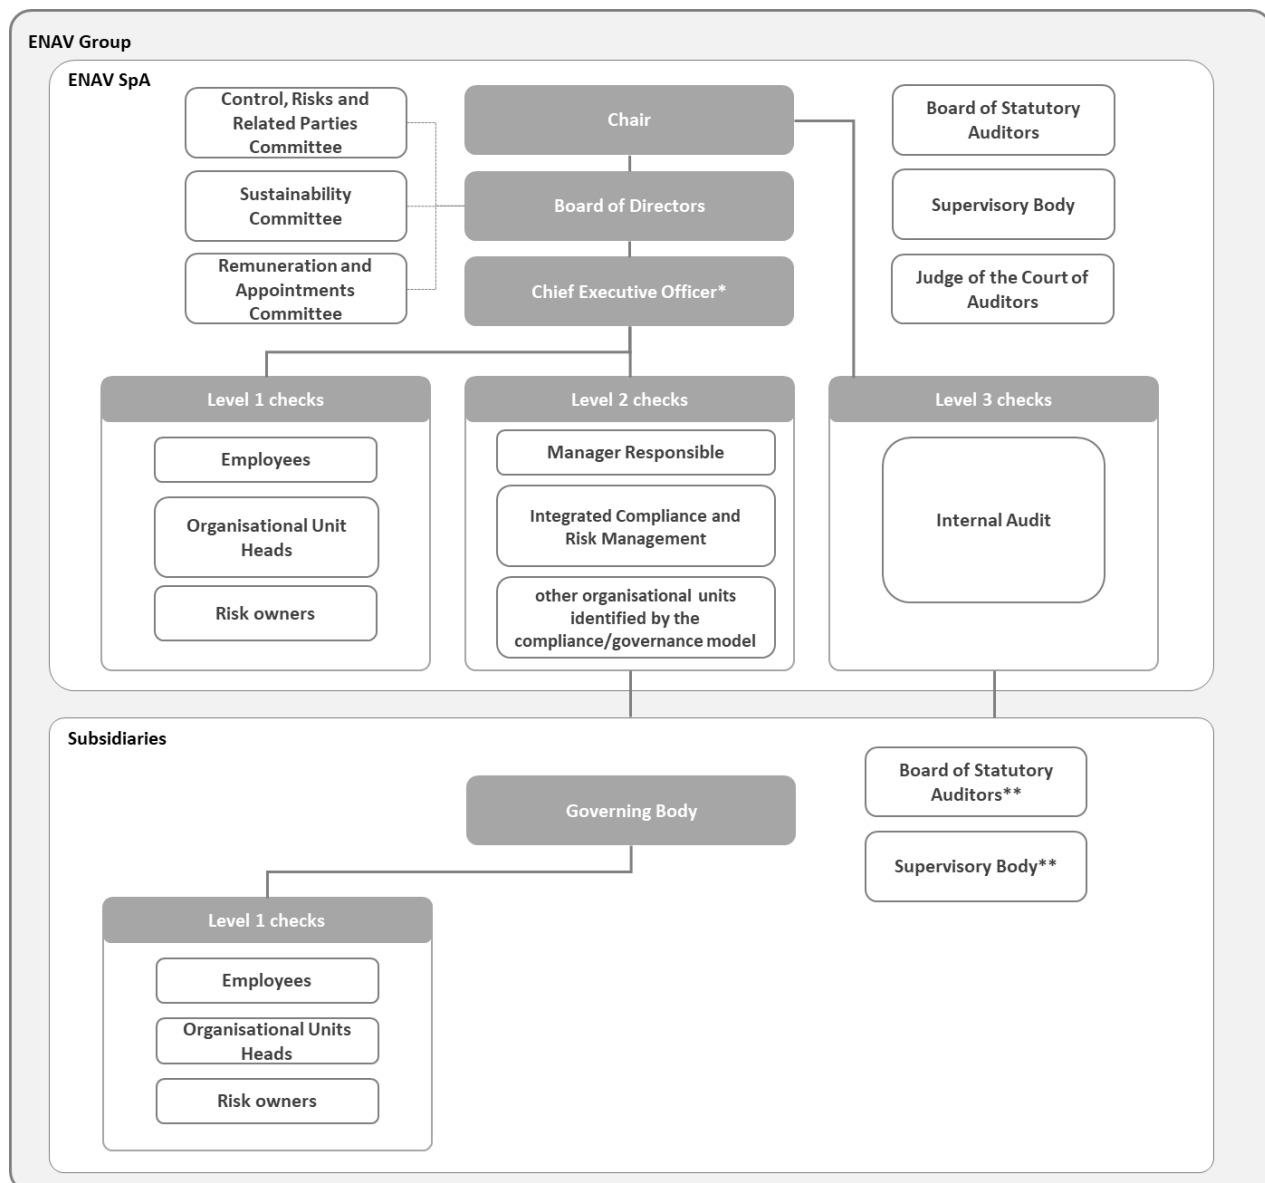 ENAV Group
ENAV SpA
Control, Risks and
Related Parties
Committee
Sustainability
Committee
Remuneration and
Appointments
Committee
Chair
Board of Directors
Chief Executive Officer*
Board of Statutory
Auditors
Supervisory Body
Judge of the Court of
Auditors
Level 1 checks
Employees
Organisational Unit
Heads
Risk owners
Level 2 checks
Manager Responsible
Integrated Compliance and
Risk Management
other organisational units
identified by the
compliance/governance model
Level 3 checks
Internal Audit
Subsidiaries
Governing Body
Board of Statutory
Auditors**
Supervisory Body**
Level 1 checks
Employees
Organisational Units
Heads
Risk owners